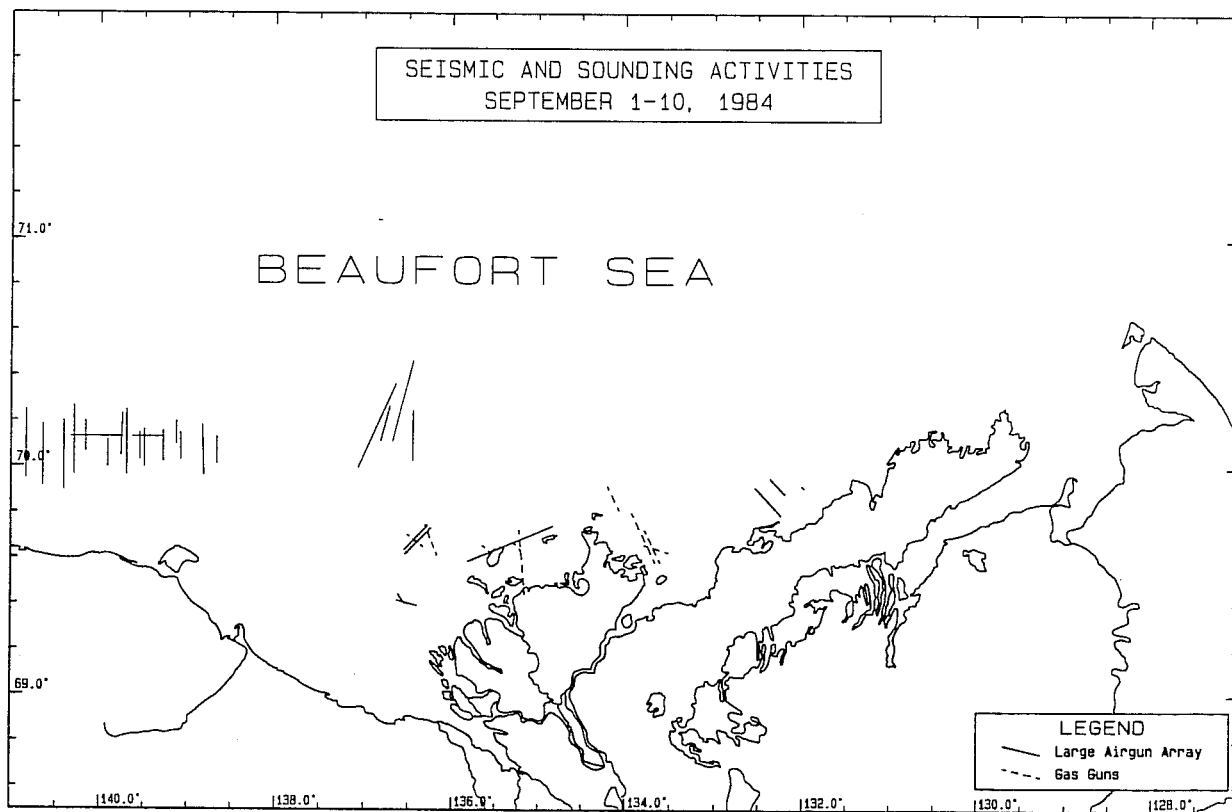 SEISMIC AND SOUNDING ACTIVITIES
SEPTEMBER 1-10, 1984
71.0°
BEAUFORT SEA
70.0°
69.0°
LEGEND
Large Airgun Array
Gas Guns
140.0° 138.0° 136.0° 134.0° 132.0° 130.0° 128.0°